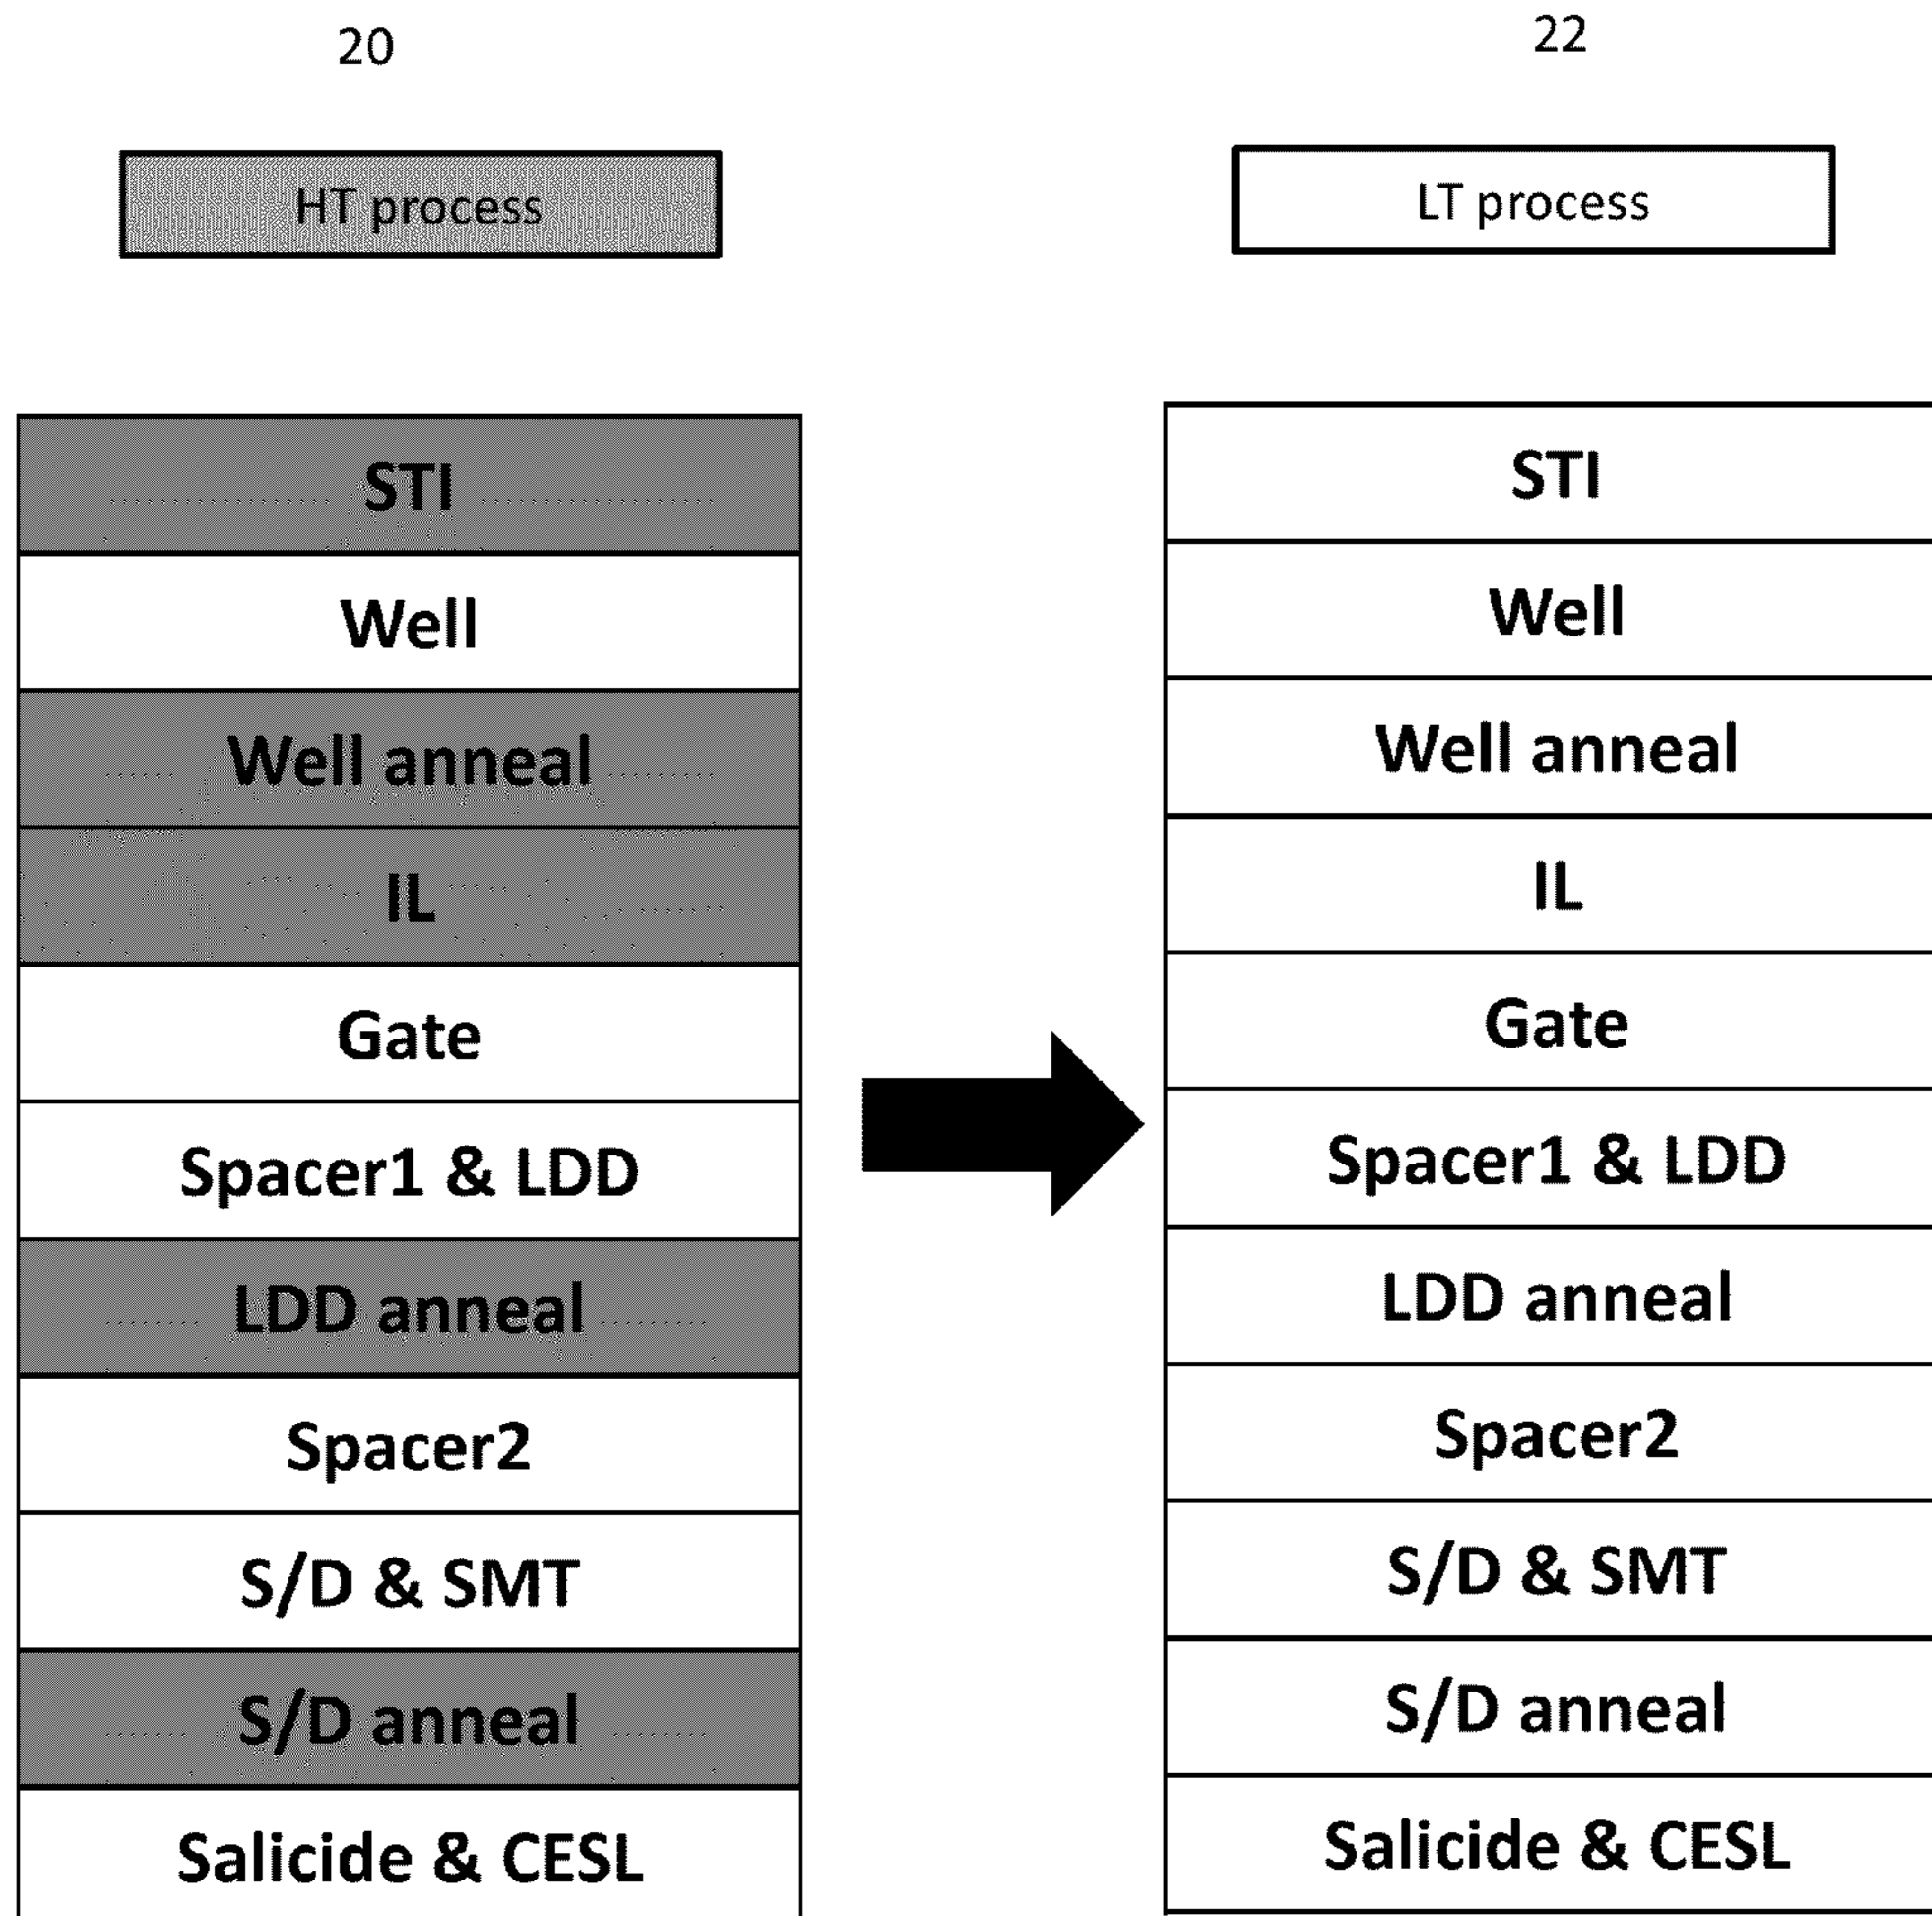 20
22
HT process
LT process
STI
Well
Well anneal
IL
Gate
Spacer1 & LDD
LDD anneal
Spacer2
S/D & SMT
S/D anneal
Salicide & CESL
STI
Well
Well anneal
IL
Gate
Spacer1 & LDD
LDD anneal
Spacer2
S/D & SMT
S/D anneal
Salicide & CESL